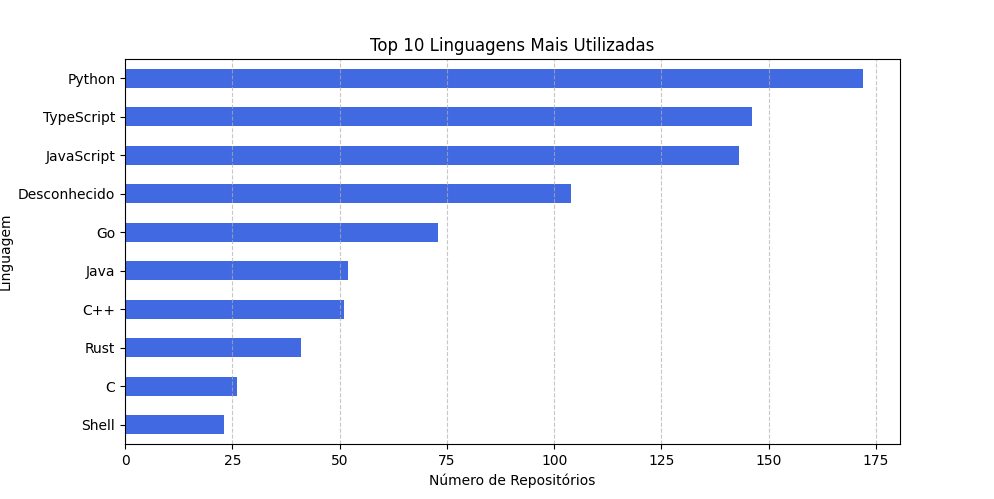 Top 10 Linguagens Mais Utilizadas
Python
TypeScript
JavaScript
Desconhecido
Go
Java
C++
Rust
C
Shell
Linguagem
0 25 50 75 100 125 150 175
Número de Repositórios